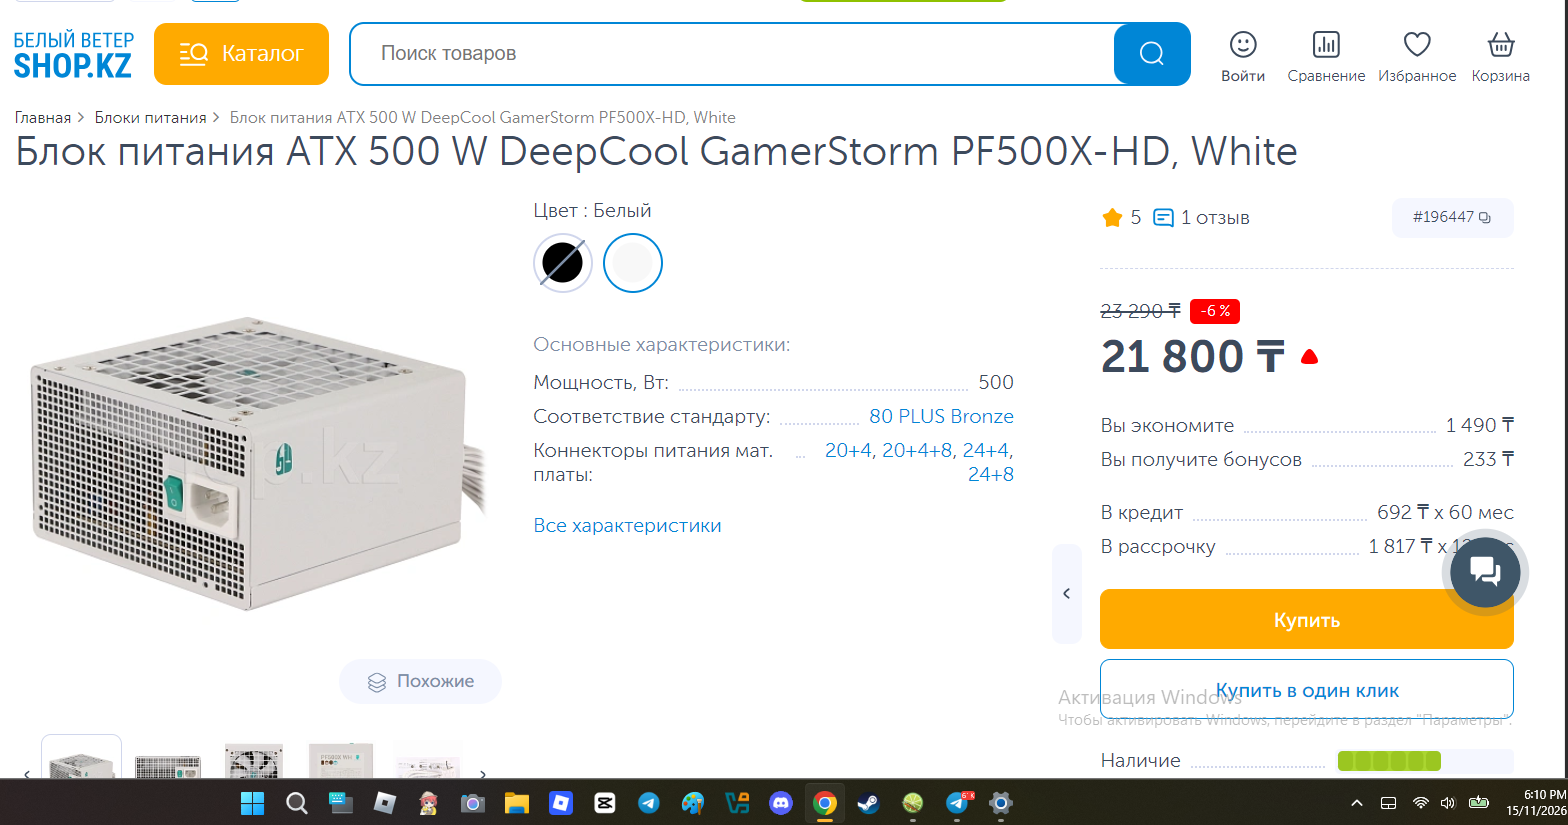 БЕЛЫЙ ВЕТЕР
SHOP.KZ
Каталог
Поиск товаров
Войти
Сравнение
Избранное
Корзина
Главная > Блоки питания > Блок питания ATX 500 W DeepCool GamerStorm PF500X-HD, White
Блок питания ATX 500 W DeepCool GamerStorm PF500X-HD, White
Цвет : Белый
5 1 отзыв
#196447
23 290 ₸ -6 %
21 800 ₸
Основные характеристики:
Мощность, Вт: 500
Соответствие стандарту: 80 PLUS Bronze
Коннекторы питания мат. платы: 20+4, 20+4+8, 24+4,
24+8
Все характеристики
Вы экономите 1 490 ₸
Вы получите бонусов 233 ₸
В кредит 692 ₸ x 60 мес
В рассрочку 1 817 ₸ x
Купить
Купить в один клик
Похожие
Активация Windows
Чтобы активировать Windows, перейдите в раздел "Параметры".
Наличие
p.kz
6:10 PM
15/11/2026